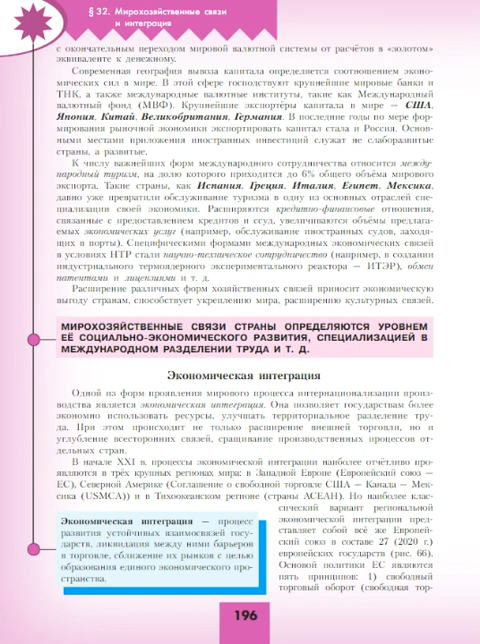 § 32. Мирохозяйственные связи
и интеграция
с окончательным переходом мировой валютной системы от расчётов в «золотом»
эквиваленте к денежному.
Современная география вывоза капитала определяется соотношением эконо-
мических сил в мире. В этой сфере господствуют крупнейшие мировые банки и
ТНК, а также международные валютные институты, такие как Международный
валютный фонд (МВФ). Крупнейшие экспортёры капитала в мире — США,
Япония, Китай, Великобритания, Германия. В последние годы по мере фор-
мирования рыночной экономики экспортировать капитал стала и Россия. Основ-
ными местами приложения иностранных инвестиций служат не слаборазвитые
страны, а развитые.
К числу важнейших форм международного сотрудничества относится между-
народный туризм, на долю которого приходится до 6% общего объёма мирового
экспорта. Такие страны, как Испания, Греция, Италия, Египет, Мексика,
давно уже превратили обслуживание туризма в одну из основных отраслей спе-
циализации своей экономики. Расширяются кредитно-финансовые отношения,
связанные с предоставлением кредитов и ссуд, увеличиваются объёмы предлага-
емых экономических услуг (например, обслуживание иностранных судов, заходя-
щих в порты). Специфическими формами международных экономических связей
в условиях НТР стали научно-техническое сотрудничество (например, в создании
индустриального термоядерного экспериментального реактора — ИТЭР), обмен
патентами и лицензиями и т. д.
Расширение различных форм хозяйственных связей приносит экономическую
выгоду странам, способствует укреплению мира, расширению культурных связей.
МИРОХОЗЯЙСТВЕННЫЕ СВЯЗИ СТРАНЫ ОПРЕДЕЛЯЮТСЯ УРОВНЕМ
ЕЁ СОЦИАЛЬНО-ЭКОНОМИЧЕСКОГО РАЗВИТИЯ, СПЕЦИАЛИЗАЦИЕЙ В
МЕЖДУНАРОДНОМ РАЗДЕЛЕНИИ ТРУДА И Т. Д.
Экономическая интеграция
Одной из форм проявления мирового процесса интернационализации произ-
водства является экономическая интеграция. Она позволяет государствам более
экономно использовать ресурсы, улучшать территориальное разделение тру-
да. При этом происходит не только расширение внешней торговли, но и
углубление всесторонних связей, сращивание производственных процессов от-
дельных стран.
В начале XXI в. процессы экономической интеграции наиболее отчётливо про-
являются в трёх крупных регионах мира: в Западной Европе (Европейский союз —
ЕС), Северной Америке (Соглашение о свободной торговле США — Канада — Мек-
сика (USMCA)) и в Тихоокеанском регионе (страны АСЕАН). Но наиболее клас-
сический вариант региональной
экономической интеграции пред-
ставляет собой всё же Европей-
ский союз в составе 27 (2020 г.)
европейских государств (рис. 66).
Основой политики ЕС являются
пять принципов: 1) свободный
торговый оборот (свободная тор-
Экономическая интеграция — процесс
развития устойчивых взаимосвязей госу-
дарств, ликвидация между ними барьеров
в торговле, сближение их рынков с целью
образования единого экономического про-
странства.
196